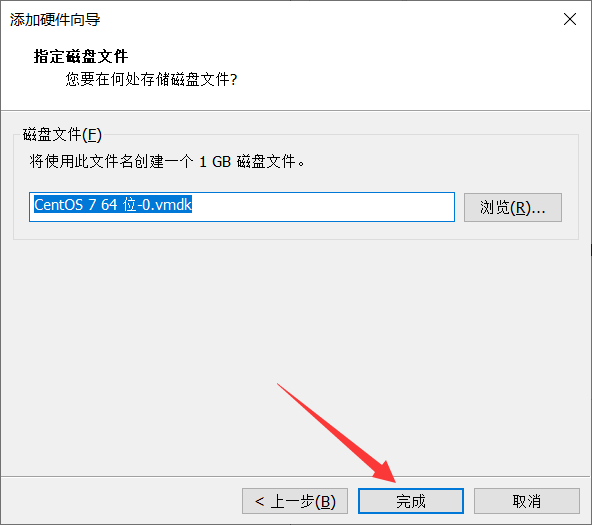 添加硬件向导
指定磁盘文件
您要在何处存储磁盘文件?
磁盘文件(F)
将使用此文件名创建一个 1 GB 磁盘文件。
CentOS 7 64 位-0.vmdk
浏览(R)...
< 上一步(B)
完成
取消